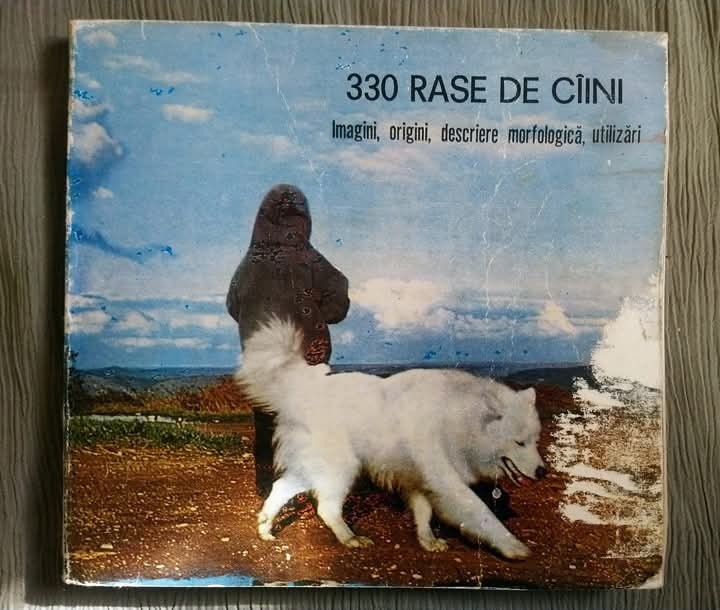 330 RASE DE CÎINI
Imagini, origini, descriere morfologică, utilizări